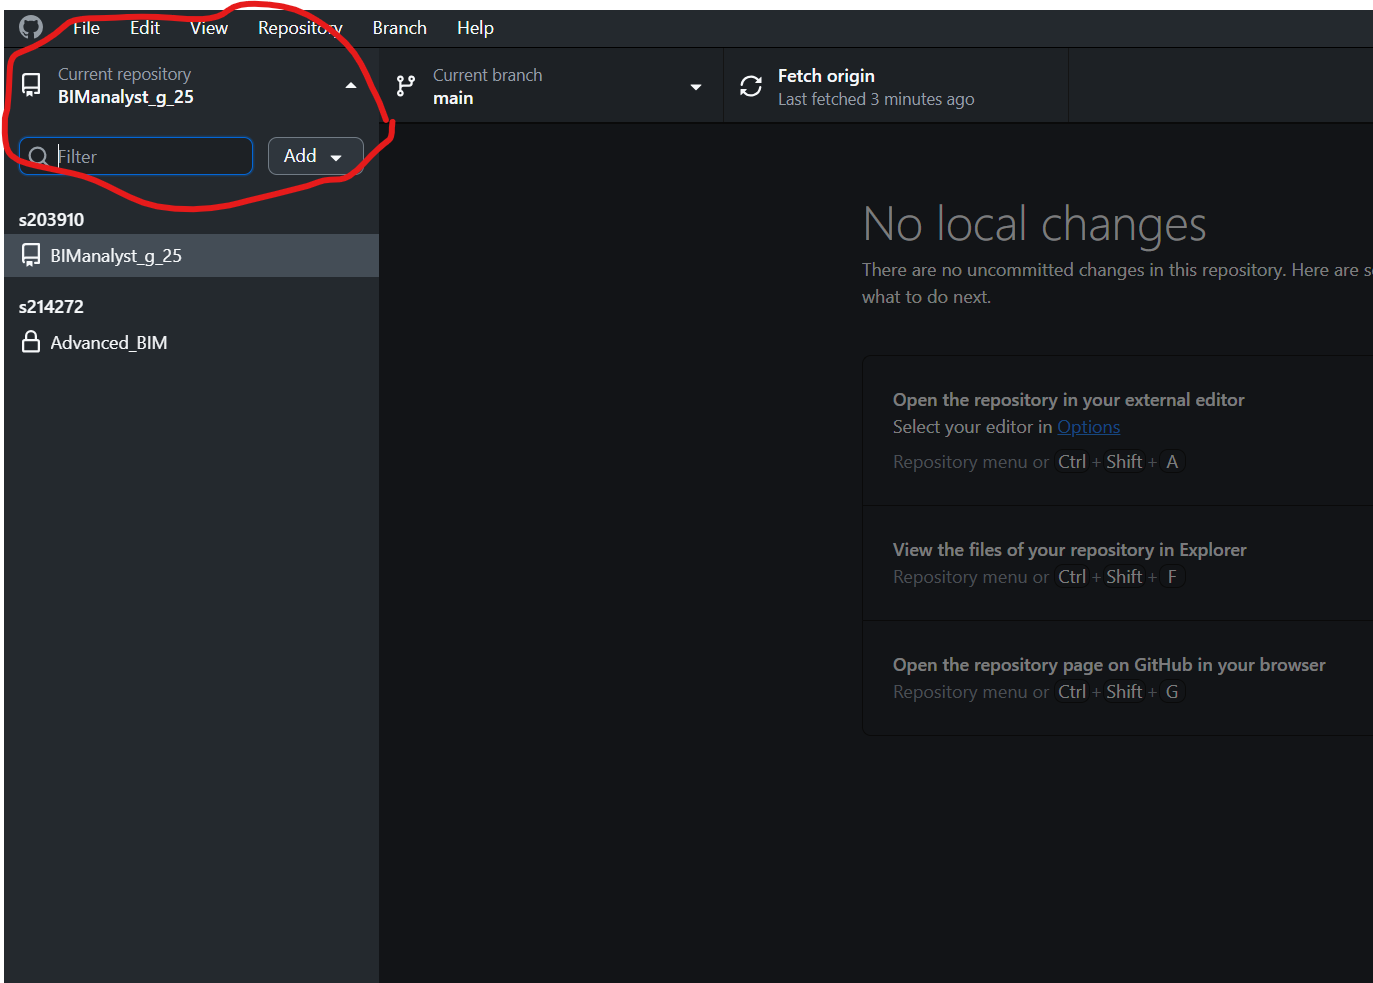 File Edit View Repository Branch Help
Current repository
BIManalyst_g_25
Current branch
main
Fetch origin
Last fetched 3 minutes ago
Filter
Add
s203910
BIManalyst_g_25
s214272
Advanced_BIM
No local changes
There are no uncommitted changes in this repository. Here are s
what to do next.
Open the repository in your external editor
Select your editor in Options
Repository menu or Ctrl + Shift + A
View the files of your repository in Explorer
Repository menu or Ctrl + Shift + F
Open the repository page on GitHub in your browser
Repository menu or Ctrl + Shift + G